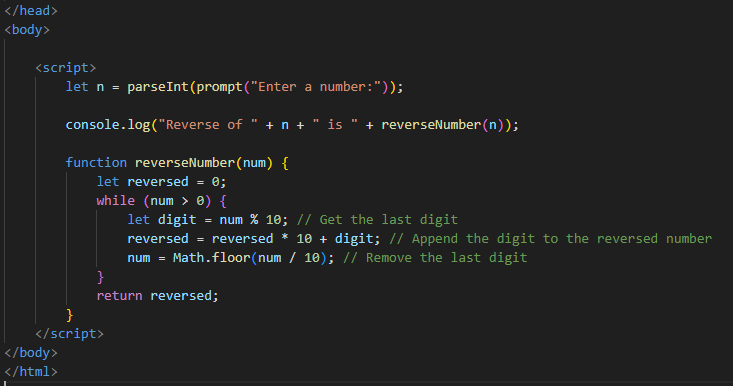 </head>
<body>
<script>
let n = parseInt(prompt("Enter a number:"));
console.log("Reverse of " + n + " is " + reverseNumber(n));
function reverseNumber(num) {
let reversed = 0;
while (num > 0) {
let digit = num % 10; // Get the last digit
reversed = reversed * 10 + digit; // Append the digit to the reversed number
num = Math.floor(num / 10); // Remove the last digit
}
return reversed;
}
</script>
</body>
</html>